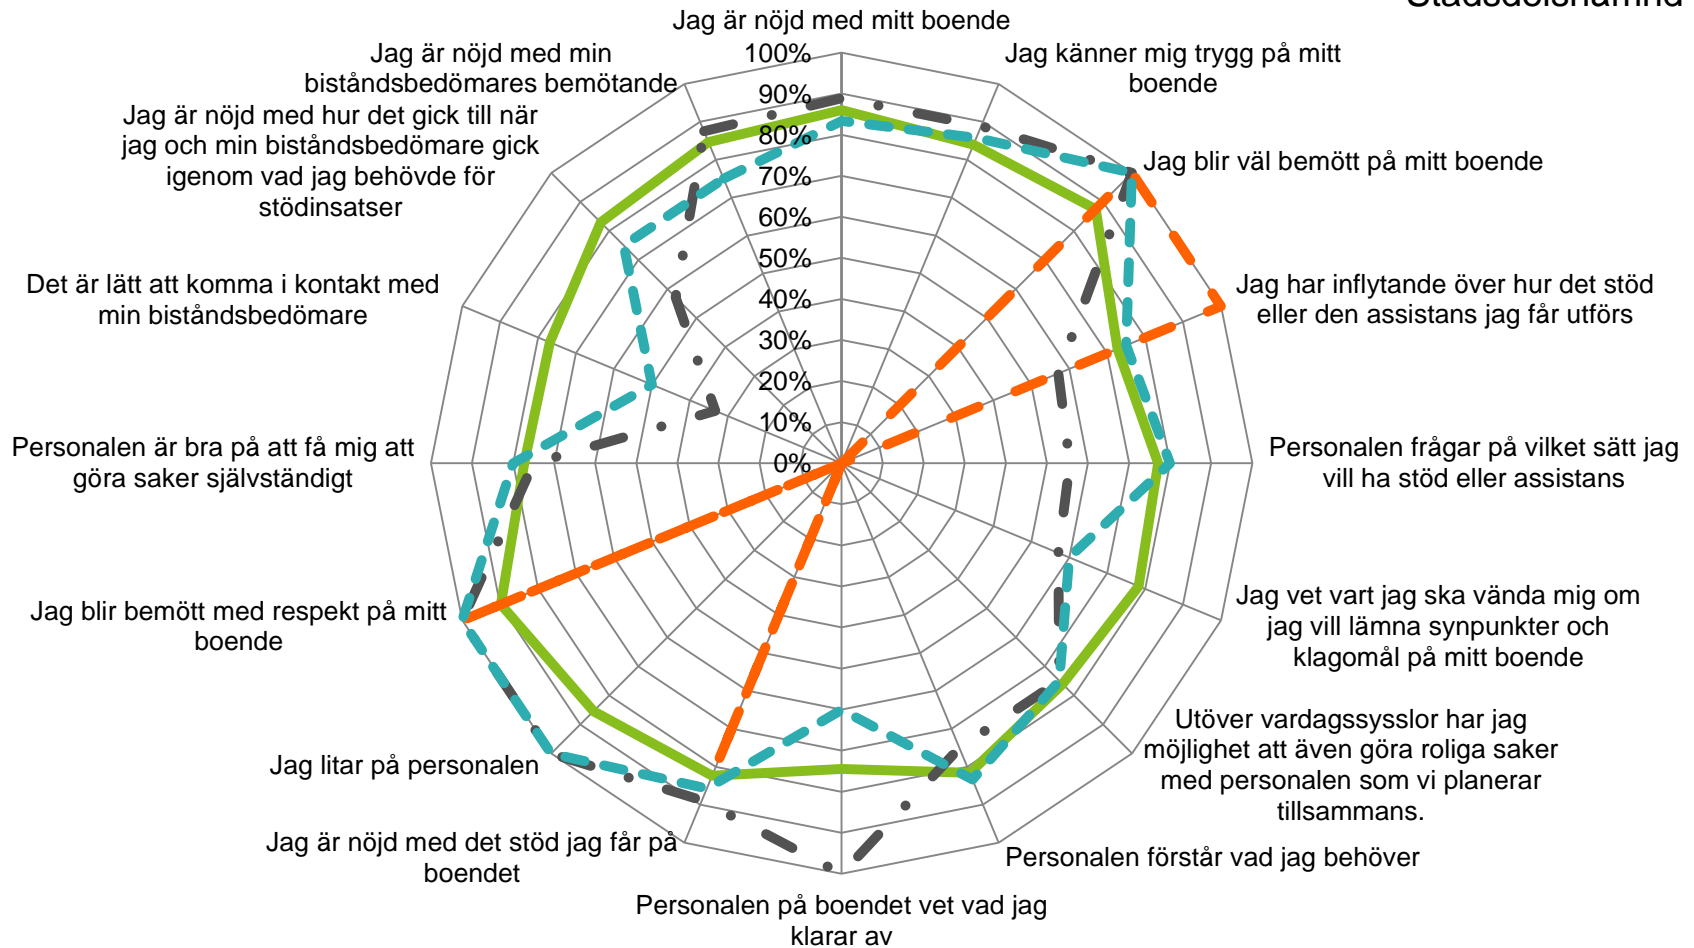 Jag är nöjd med mitt boende
Jag känner mig trygg på mitt
boende
Jag blir väl bemött på mitt boende
Jag har inflytande över hur det stöd
eller den assistans jag får utförs
Personalen frågar på vilket sätt jag
vill ha stöd eller assistans
Jag vet vart jag ska vända mig om
jag vill lämna synpunkter och
klagomål på mitt boende
Utöver vardagssysslor har jag
möjlighet att även göra roliga saker
med personalen som vi planerar
tillsammans.
Personalen förstår vad jag behöver
Personalen på boendet vet vad jag
klarar av
Jag är nöjd med det stöd jag får på
boendet
Jag litar på personalen
Jag blir bemött med respekt på mitt
boende
Personalen är bra på att få mig att
göra saker självständigt
Det är lätt att komma i kontakt med
min biståndsbedömare
Jag är nöjd med hur det gick till när
jag och min biståndsbedömare gick
igenom vad jag behövde för
stödinsatser
Jag är nöjd med min
biståndsbedömares bemötande
100%
90%
80%
70%
60%
50%
40%
30%
20%
10%
0%